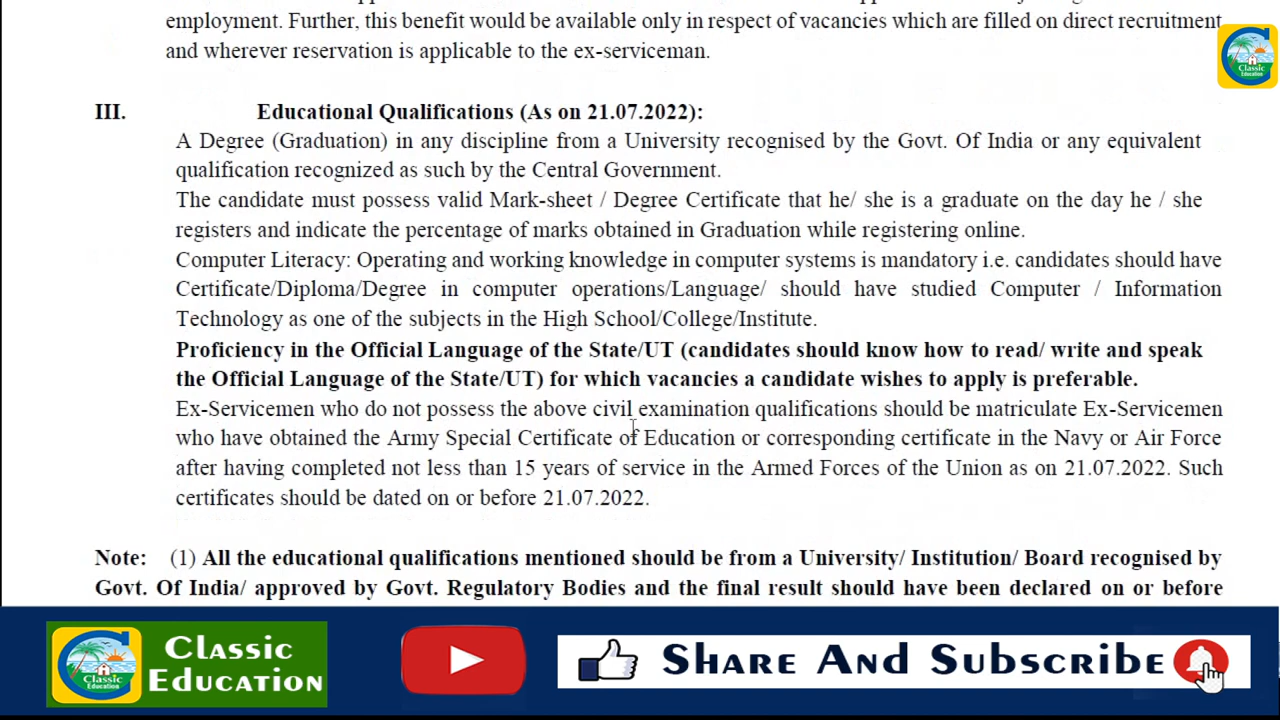 employment. Further, this benefit would be available only in respect of vacancies which are filled on direct recruitment
and wherever reservation is applicable to the ex-serviceman.
Classic
Education
III. Educational Qualifications (As on 21.07.2022):
A Degree (Graduation) in any discipline from a University recognised by the Govt. Of India or any equivalent
qualification recognized as such by the Central Government.
The candidate must possess valid Mark-sheet / Degree Certificate that he/ she is a graduate on the day he / she
registers and indicate the percentage of marks obtained in Graduation while registering online.
Computer Literacy: Operating and working knowledge in computer systems is mandatory i.e. candidates should have
Certificate/Diploma/Degree in computer operations/Language/ should have studied Computer / Information
Technology as one of the subjects in the High School/College/Institute.
Proficiency in the Official Language of the State/UT (candidates should know how to read/ write and speak
the Official Language of the State/UT) for which vacancies a candidate wishes to apply is preferable.
Ex-Servicemen who do not possess the above civil examination qualifications should be matriculate Ex-Servicemen
who have obtained the Army Special Certificate of Education or corresponding certificate in the Navy or Air Force
after having completed not less than 15 years of service in the Armed Forces of the Union as on 21.07.2022. Such
certificates should be dated on or before 21.07.2022.
Note: (1) All the educational qualifications mentioned should be from a University/ Institution/ Board recognised by
Govt. Of India/ approved by Govt. Regulatory Bodies and the final result should have been declared on or before
Classic
Education
Classic
Education
Share And Subscribe